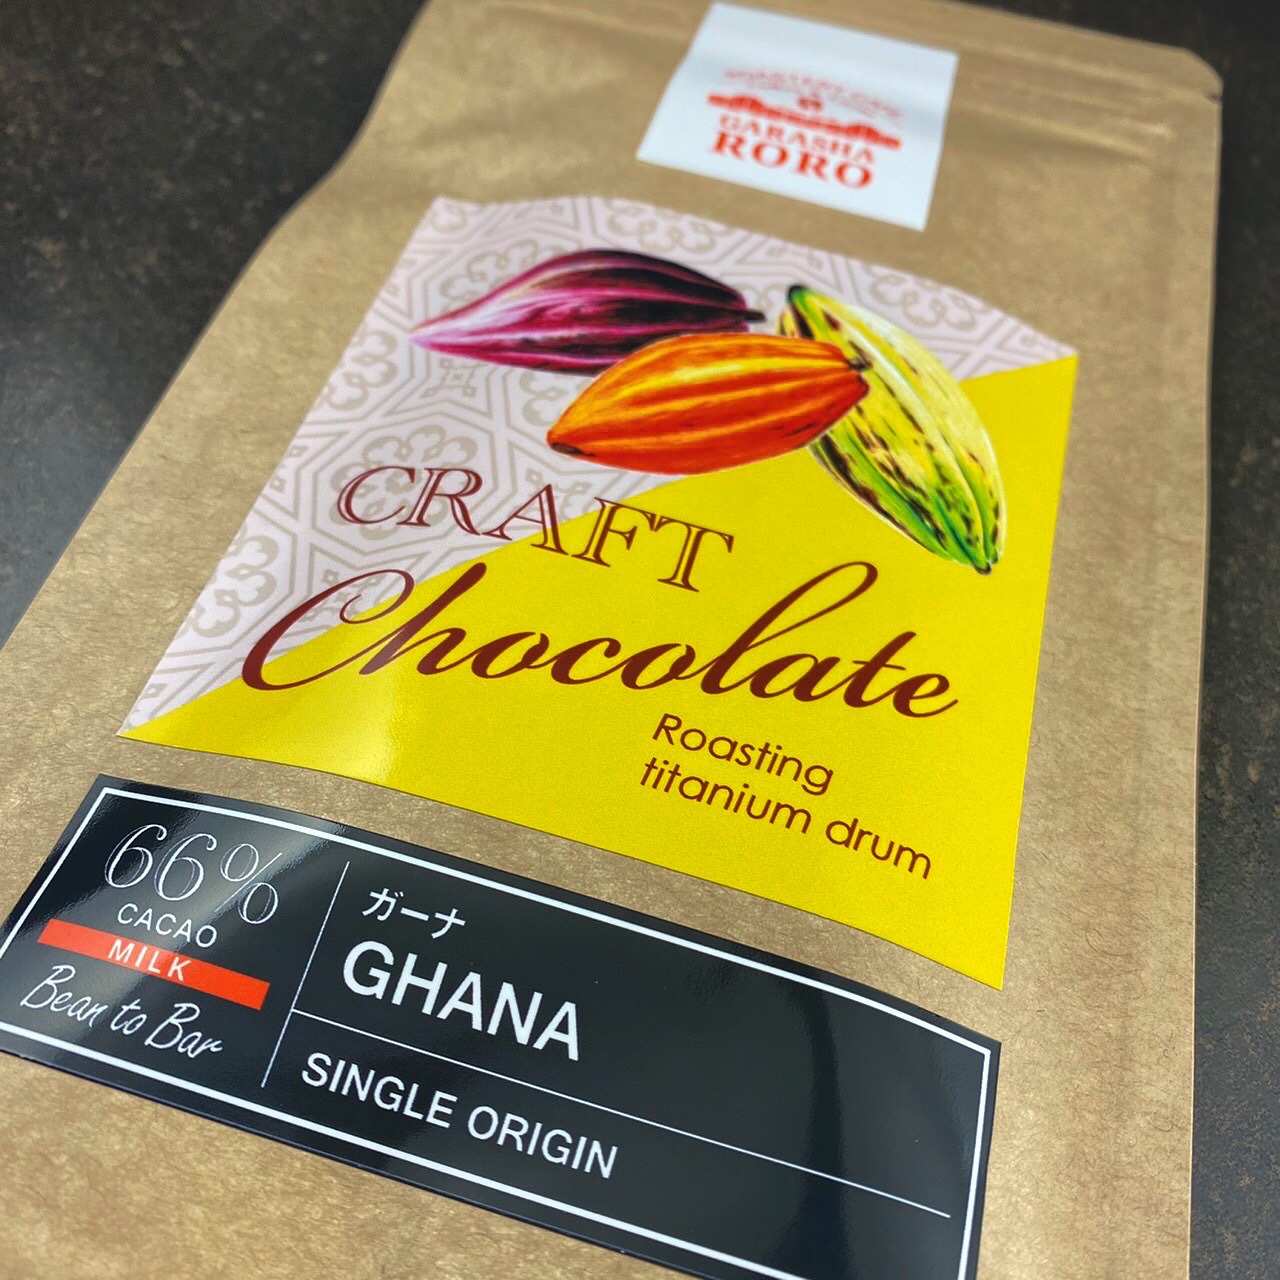 GARASHA
RORO
CRAFT
Chocolate
Roasting
titanium drum
66%
CACAO
MILK
Bean to Bar
ガーナ
GHANA
SINGLE ORIGIN